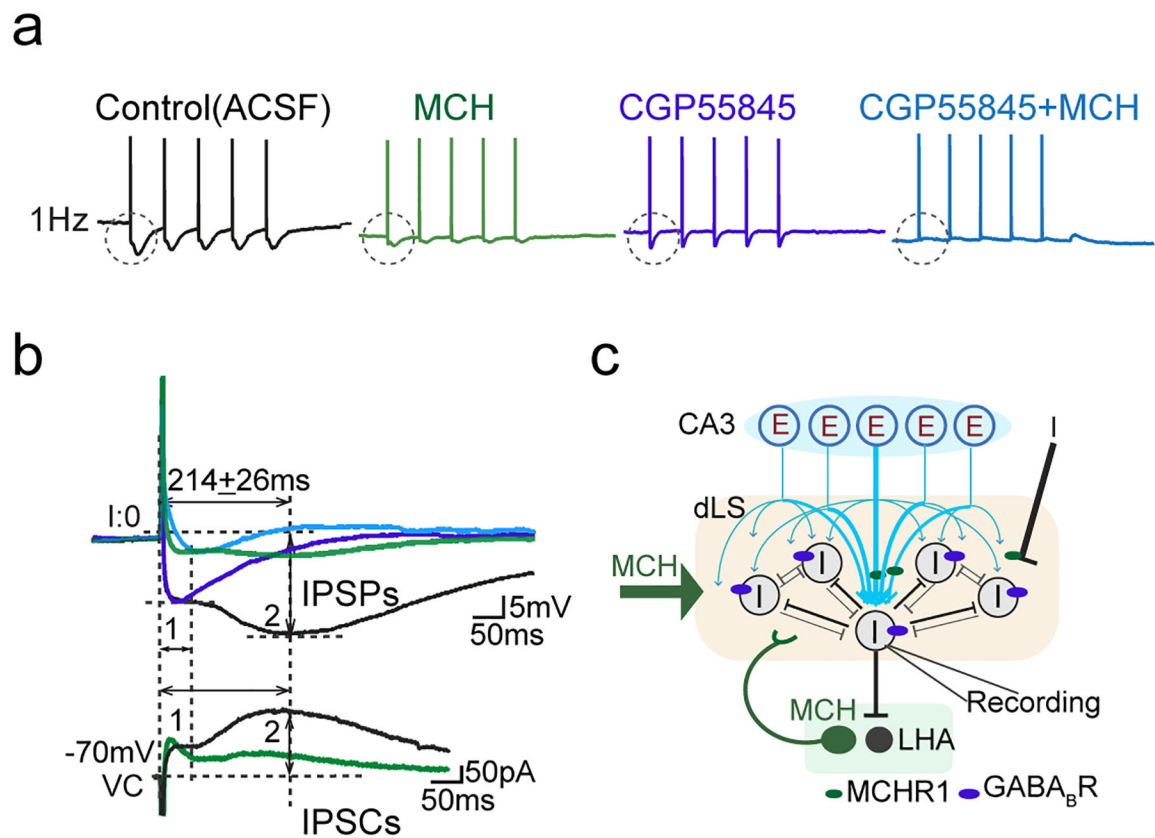 a
Control(ACSF) MCH CGP55845 CGP55845+MCH
1Hz
b
214±26ms
I:0
IPSPs
1
2
5mV
50ms
1
2
-70mV
VC
50pA
50ms
IPSCs
c
CA3 E E E E E I
dLS
MCH
I I
I I
I
Recording
MCH
LHA
MCHR1 GABA_BR